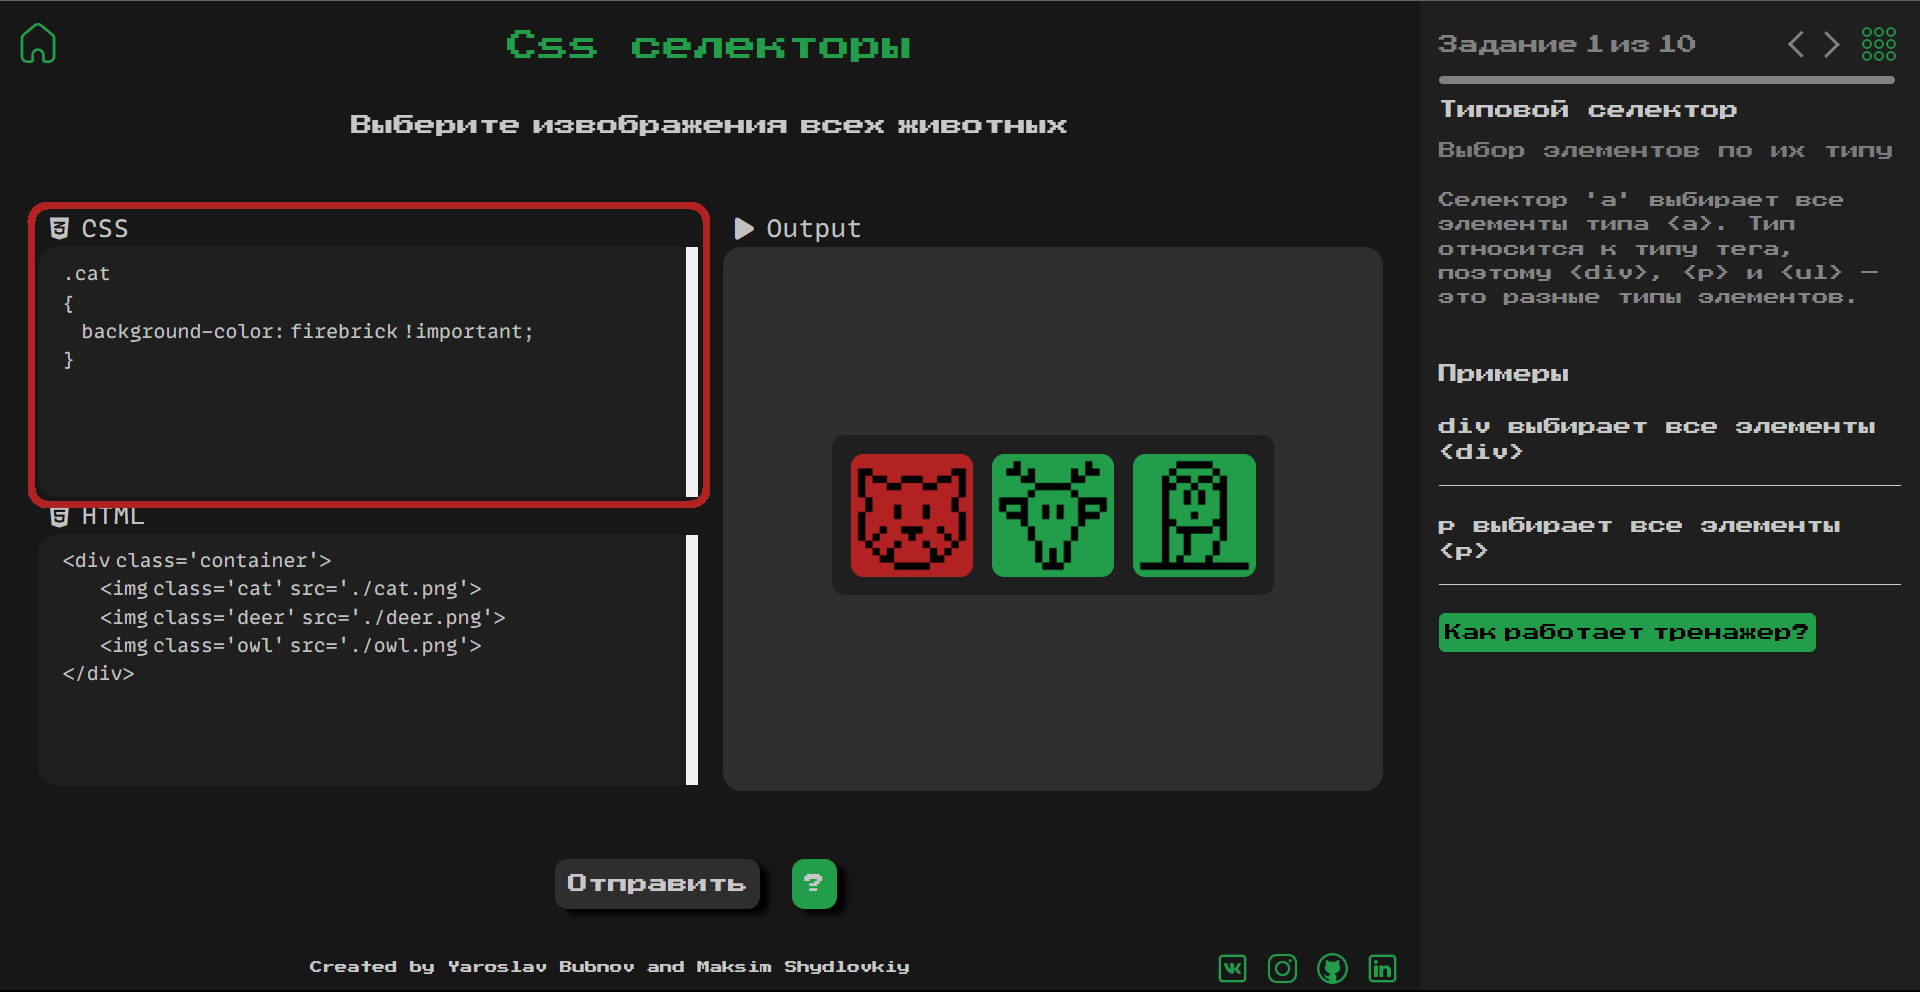 Css селекторы
Выберите извображения всех животных
CSS
.cat
{
background-color: firebrick !important;
}
HTML
<div class='container'>
<img class='cat' src='./cat.png'>
<img class='deer' src='./deer.png'>
<img class='owl' src='./owl.png'>
</div>
Output
Отправить
?
Created by Yaroslav Bubnov and Maksim Shydlovkiy
Задание 1 из 10
Типовой селектор
Выбор элементов по их типу
Селектор 'a' выбирает все
элементы типа <a>. Тип
относится к типу тега,
поэтому <div>, <p> и <ul> —
это разные типы элементов.
Примеры
div выбирает все элементы
<div>
p выбирает все элементы
<p>
Как работает тренажер?